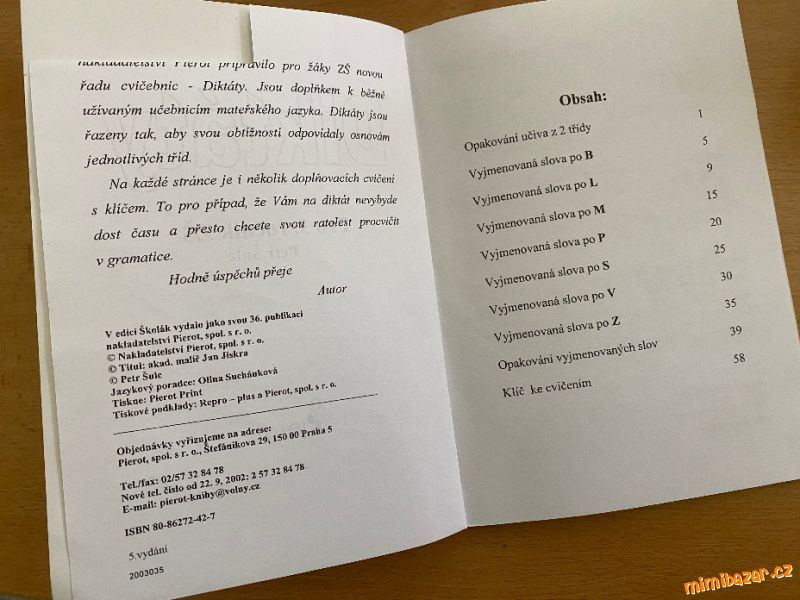 nakladatelství Pierot připravilo pro žáky ZŠ novou
řadu cvičebnic - Diktáty. Jsou doplňkem k běžně
užívaným učebnicím mateřského jazyka. Diktáty jsou
řazeny tak, aby svou obtížností odpovídaly osnovám
jednotlivých tříd.
Na každé stránce je i několik doplňovacích cvičení
s klíčem. To pro případ, že Vám na diktát nevybyde
dost času a přesto chcete svou ratolest procvičit
v gramatice.
Hodně úspěchů přeje
Autor
V edici Školák vydalo jako svou 36. publikaci
nakladatelství Pierot, spol. s r. o.
© Nakladatelství Pierot, spol. s r. o.
© Titul: akad. malíř Jan Jiskra
© Petr Šulc
Jazykový poradce: Olina Suchánková
Tiskne: Pierot Print
Tiskové podklady: Repro – plus a Pierot, spol. s r. o.
Objednávky vyřizujeme na adrese:
Pierot, spol. s r. o., Štefánikova 29, 150 00 Praha 5
Tel./fax: 02/57 32 84 78
Nové tel. číslo od 22. 9. 2002: 2 57 32 84 78
E-mail: pierot-knihy@volny.cz
ISBN 80-86272-42-7
5.vydání
2003035
Obsah:
Opakování učiva z 2 třídy 1
Vyjmenovaná slova po B 5
Vyjmenovaná slova po L 9
Vyjmenovaná slova po M 15
Vyjmenovaná slova po P 20
Vyjmenovaná slova po S 25
Vyjmenovaná slova po V 30
Vyjmenovaná slova po Z 35
Opakování vyjmenovaných slov 39
Klíč ke cvičením 58
mimibazar.cz